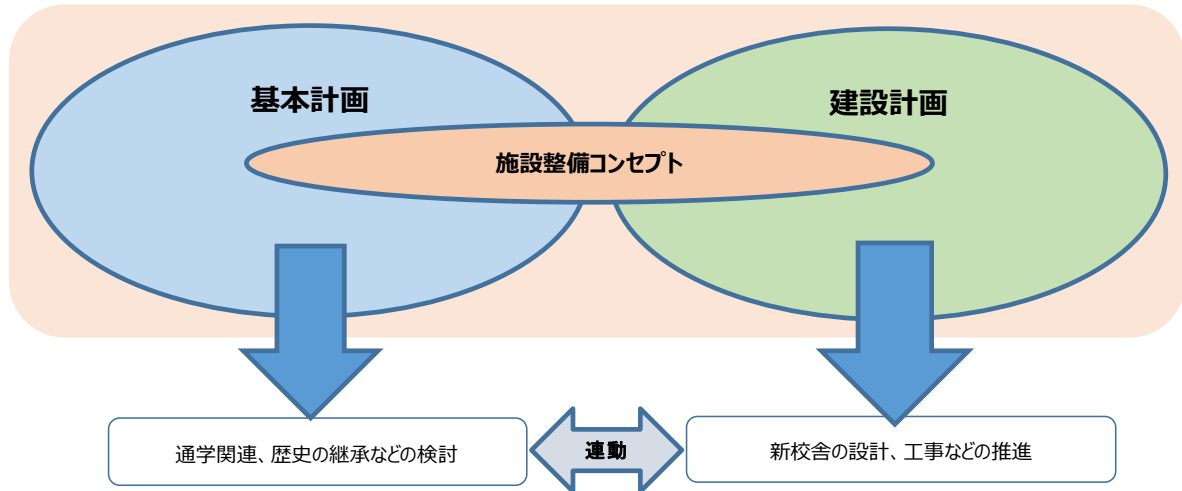 基本計画
建設計画
施設整備コンセプト
通学関連、歴史の継承などの検討
連動
新校舎の設計、工事などの推進